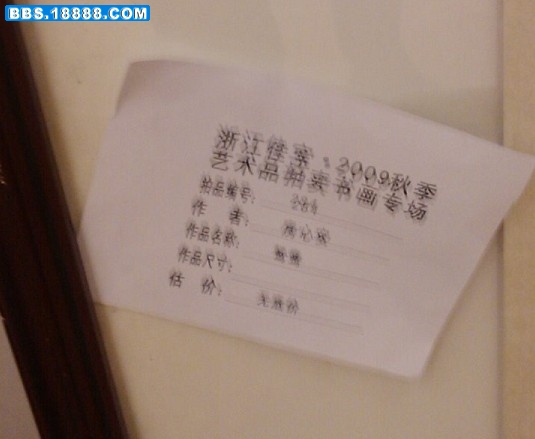 BBS.18888.COM
浙江佳宝·2009秋季
艺术品拍卖书画专场
拍品编号：
作 者：
作品名称：
作品尺寸：
估 价：无底价